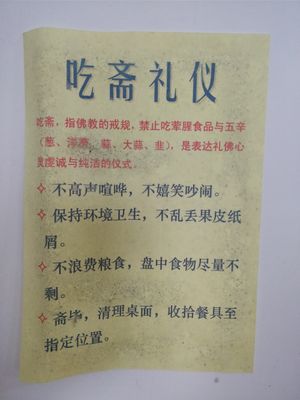 吃斋礼仪
吃斋，指佛教的戒规，禁止吃荤腥食品与五辛
（葱、洋葱、蒜、大蒜、韭），是表达礼佛心
虔诚与纯洁的仪式。
不高声喧哗，不嬉笑吵闹。
保持环境卫生，不乱丢果皮纸
屑。
不浪费粮食，盘中食物尽量不
剩。
斋毕，清理桌面，收拾餐具至
指定位置。